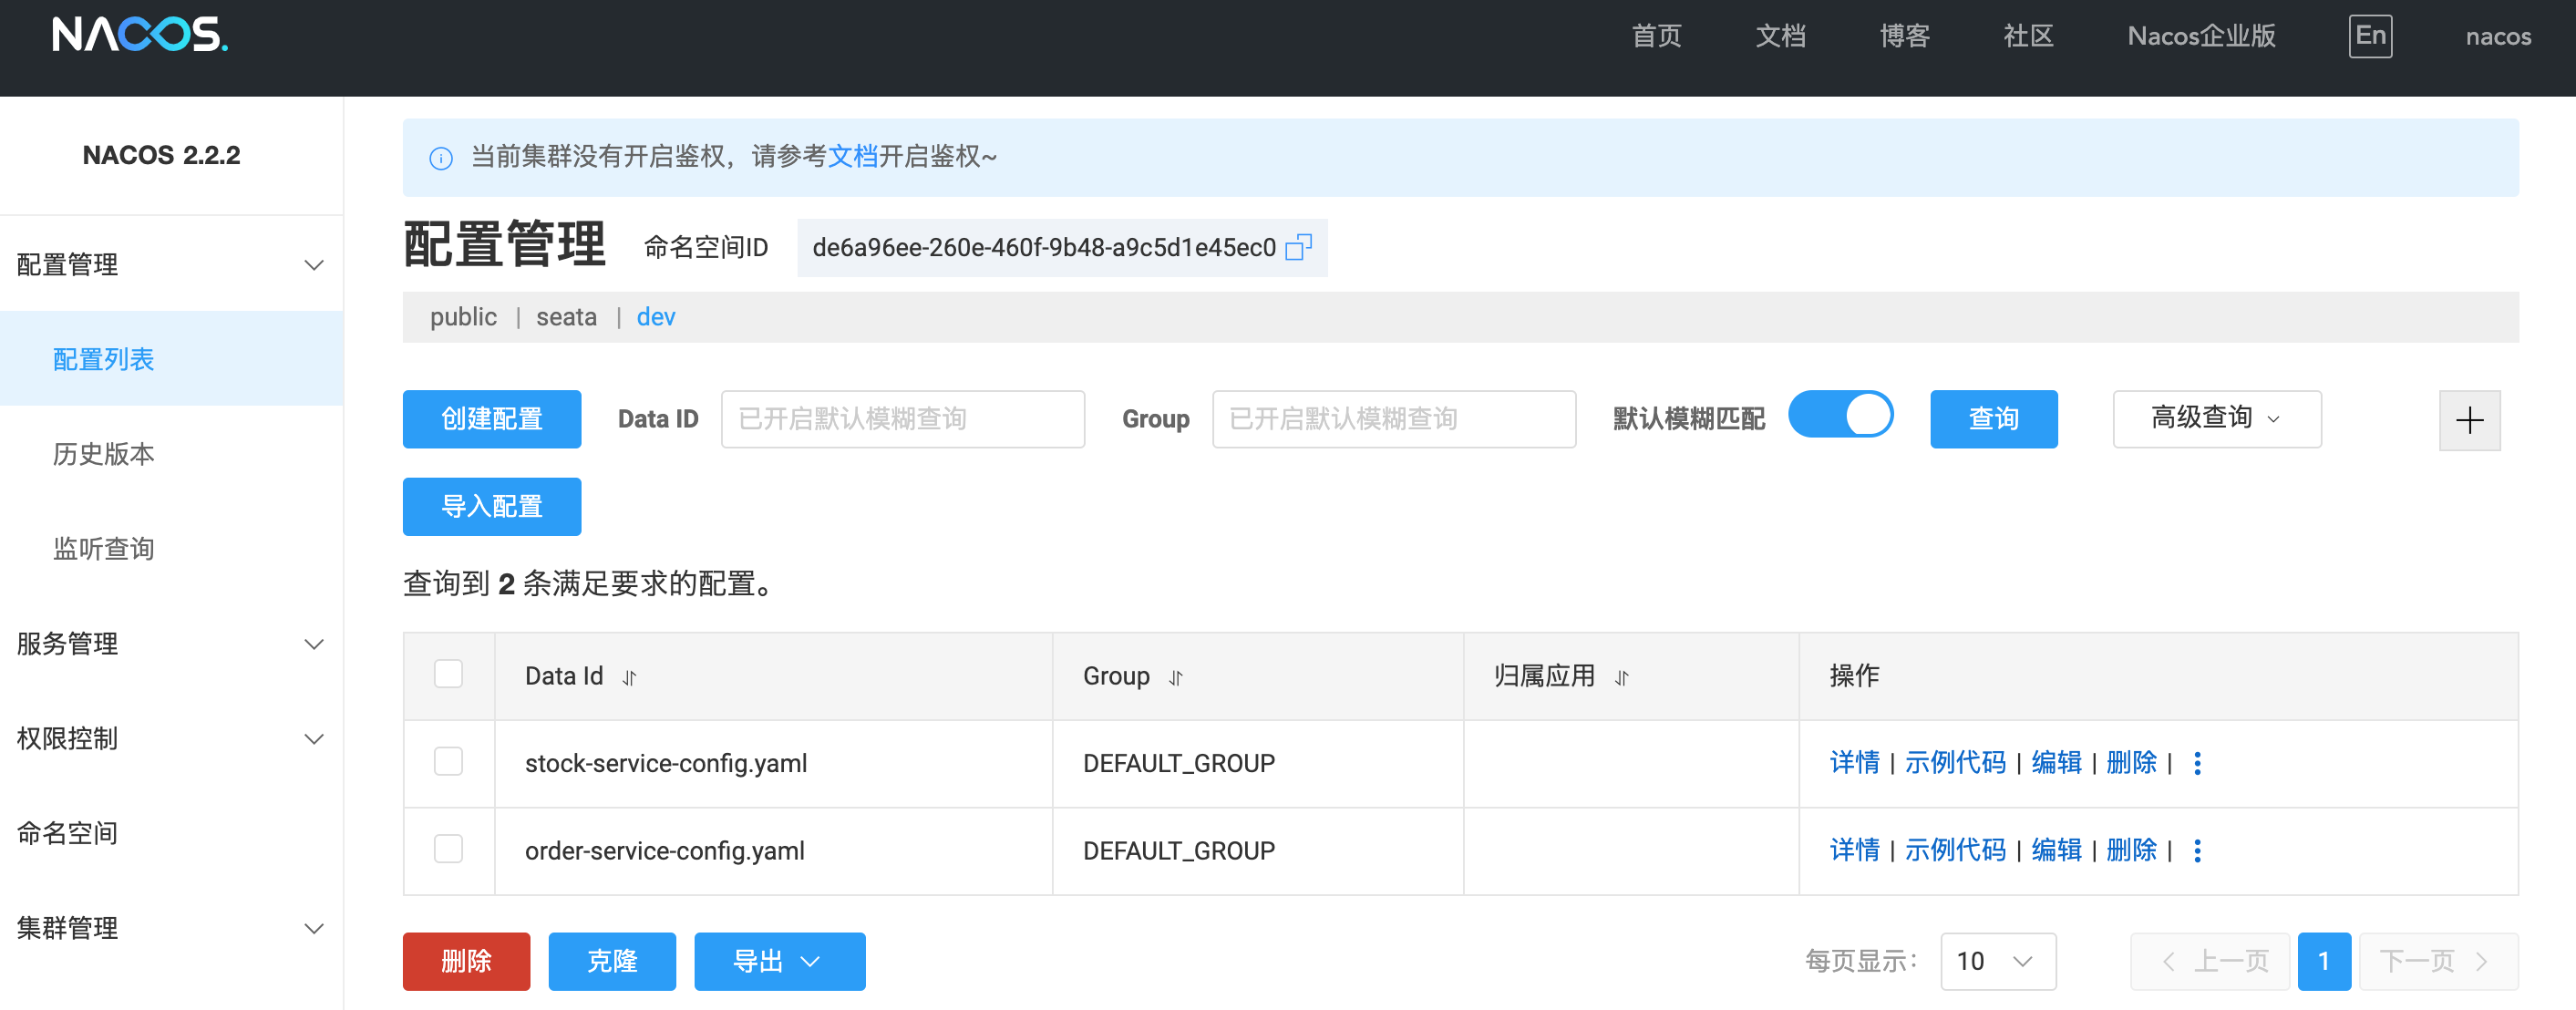 NACOS.
首页 文档 博客 社区 Nacos企业版 En nacos
NACOS 2.2.2
配置管理
配置列表
历史版本
监听查询
服务管理
权限控制
命名空间
集群管理
当前集群没有开启鉴权，请参考文档开启鉴权~
配置管理 命名空间ID de6a96ee-260e-460f-9b48-a9c5d1e45ec0
public | seata | dev
创建配置 Data ID 已开启默认模糊查询 Group 已开启默认模糊查询 默认模糊匹配 查询 高级查询
导入配置
查询到 2 条满足要求的配置。
Data Id Group 归属应用 操作
stock-service-config.yaml DEFAULT_GROUP 详情 | 示例代码 | 编辑 | 删除 |
order-service-config.yaml DEFAULT_GROUP 详情 | 示例代码 | 编辑 | 删除 |
删除 克隆 导出 每页显示： 10 上一页 1 下一页